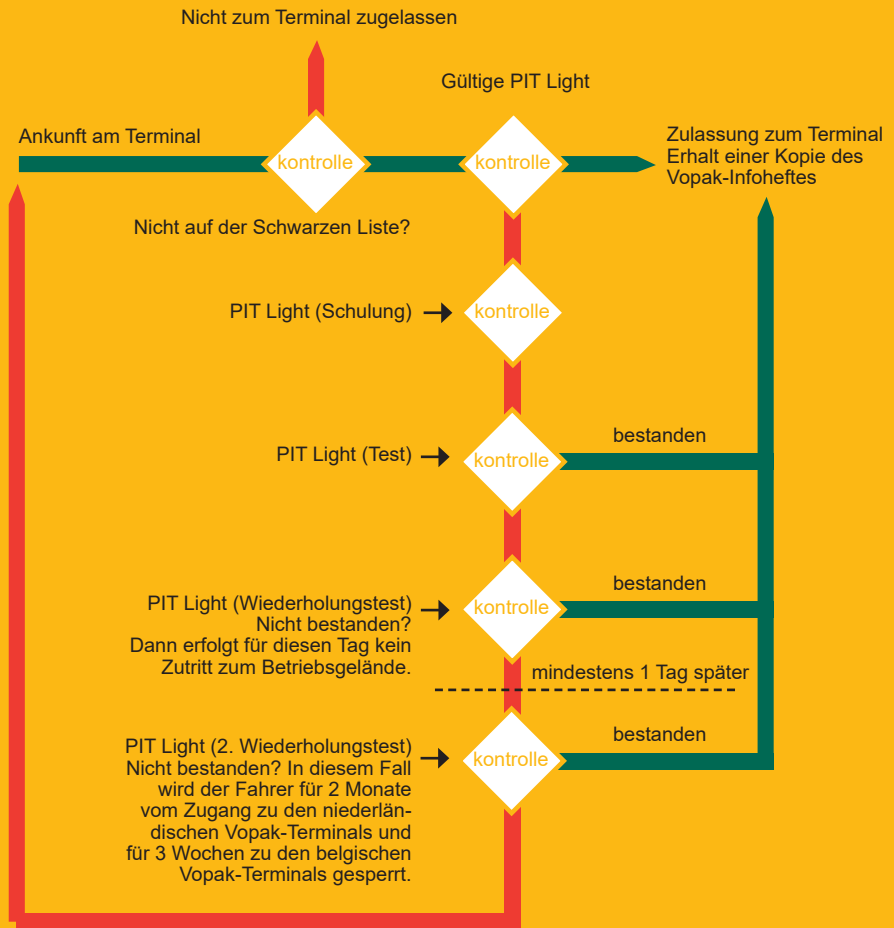 Nicht zum Terminal zugelassen
Gültige PIT Light
Ankunft am Terminal
kontrolle
kontrolle
Zulassung zum Terminal
Erhalt einer Kopie des
Vopak-Infoheftes
Nicht auf der Schwarzen Liste?
PIT Light (Schulung)
kontrolle
PIT Light (Test)
kontrolle
bestanden
PIT Light (Wiederholungstest)
Nicht bestanden?
Dann erfolgt für diesen Tag kein
Zutritt zum Betriebsgelände.
kontrolle
bestanden
mindestens 1 Tag später
PIT Light (2. Wiederholungstest)
Nicht bestanden? In diesem Fall
wird der Fahrer für 2 Monate
vom Zugang zu den niederlän-
dischen Vopak-Terminals und
für 3 Wochen zu den belgischen
Vopak-Terminals gesperrt.
kontrolle
bestanden